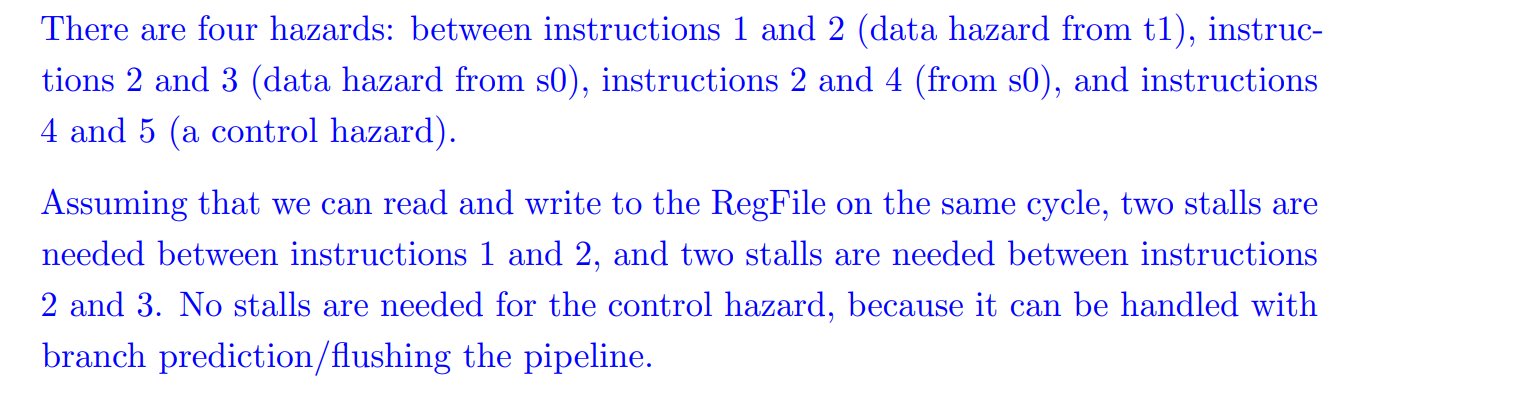 There are four hazards: between instructions 1 and 2 (data hazard from t1), instruc-
tions 2 and 3 (data hazard from s0), instructions 2 and 4 (from s0), and instructions
4 and 5 (a control hazard).
Assuming that we can read and write to the RegFile on the same cycle, two stalls are
needed between instructions 1 and 2, and two stalls are needed between instructions
2 and 3. No stalls are needed for the control hazard, because it can be handled with
branch prediction/flushing the pipeline.